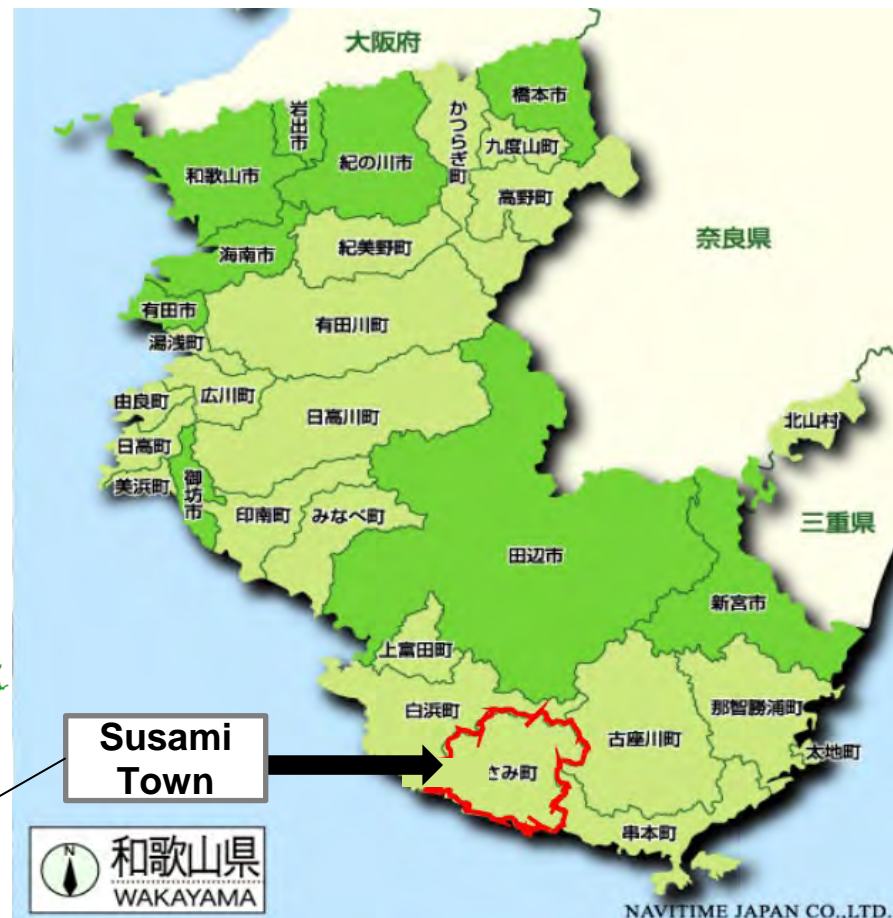 大阪府
橋本市
岩出市
かつらぎ町
九度山町
和歌山市
紀の川市
高野町
奈良県
海南市
紀美野町
有田市
有田川町
湯浅町
広川町
由良町
日高川町
北山村
日高町
美浜町
御坊市
印南町
みなべ町
三重県
田辺市
新宮市
上富田町
白浜町
那智勝浦町
古座川町
太地町
Susami
Town
さみ町
串本町
N
和歌山県
WAKAYAMA
NAVITIME JAPAN CO.,LTD.